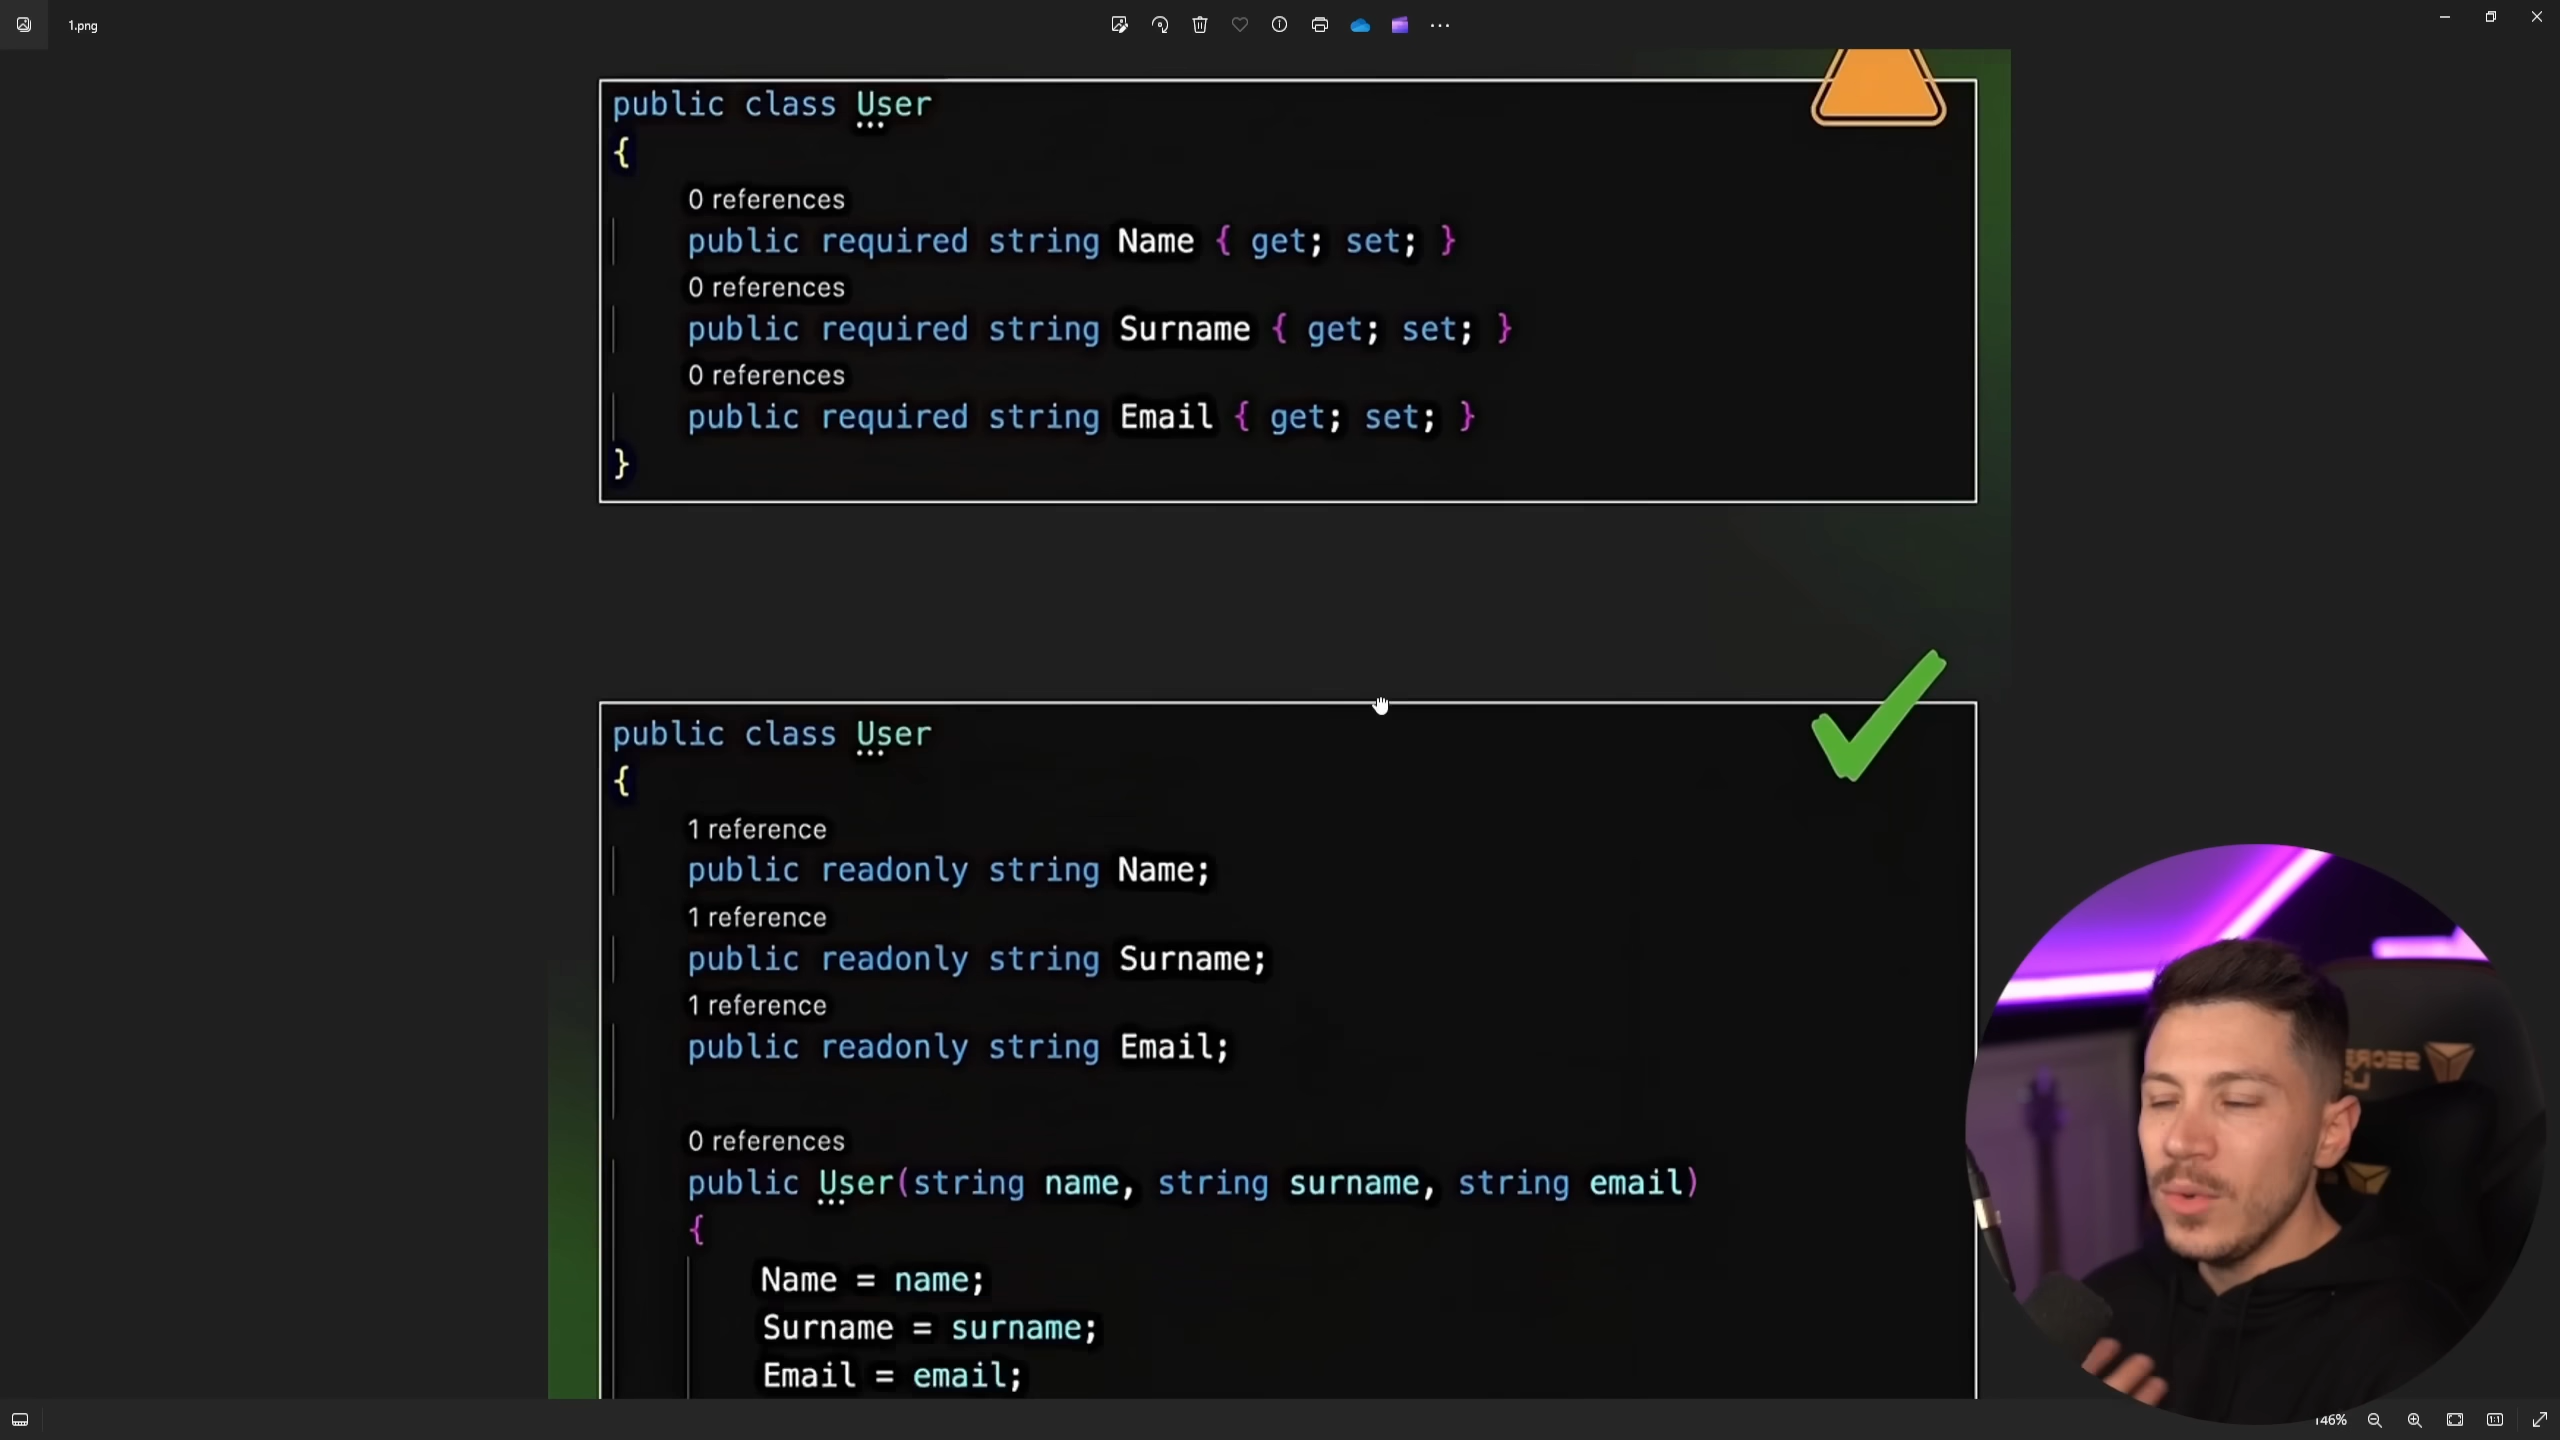 1.png
public class User
{
0 references
public required string Name { get; set; }
0 references
public required string Surname { get; set; }
0 references
public required string Email { get; set; }
}
public class User
{
1 reference
public readonly string Name;
1 reference
public readonly string Surname;
1 reference
public readonly string Email;
0 references
public User(string name, string surname, string email)
{
Name = name;
Surname = surname;
Email = email;
146%